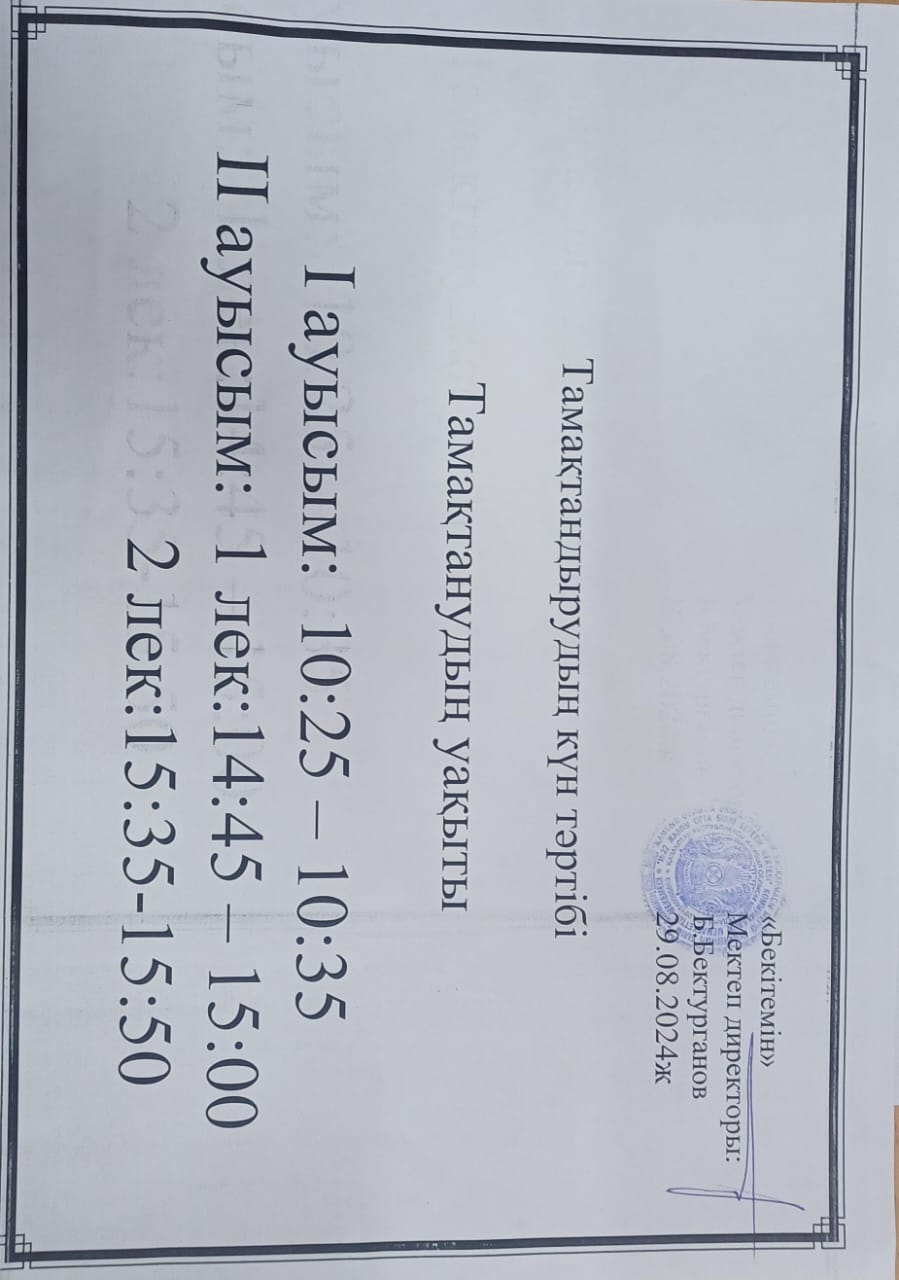 «Бекітемін»
Мектеп директоры:
Б.Бектурганов
29.08.2024ж
Тамақтандырудың күн тәртібі
Тамақтанудың уақыты
I ауысым: 10:25 – 10:35
II ауысым: 1 лек:14:45 – 15:00
2 лек:15:35-15:50